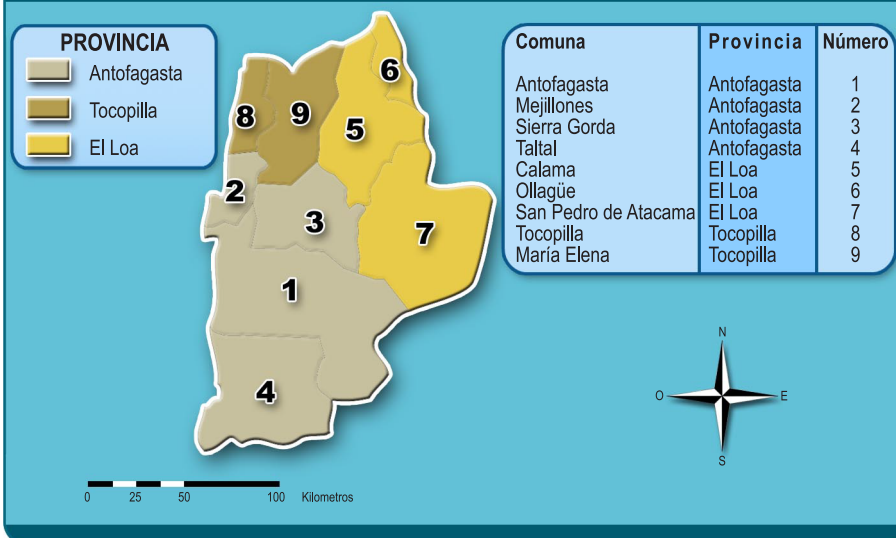 PROVINCIA
Antofagasta
Tocopilla
El Loa
Comuna Provincia Número
Antofagasta Antofagasta 1
Mejillones Antofagasta 2
Sierra Gorda Antofagasta 3
Taltal Antofagasta 4
Calama El Loa 5
Ollagüe El Loa 6
San Pedro de Atacama El Loa 7
Tocopilla Tocopilla 8
María Elena Tocopilla 9
6
8
9
5
2
3
7
1
4
N
O E
S
0 25 50 100 Kilometros